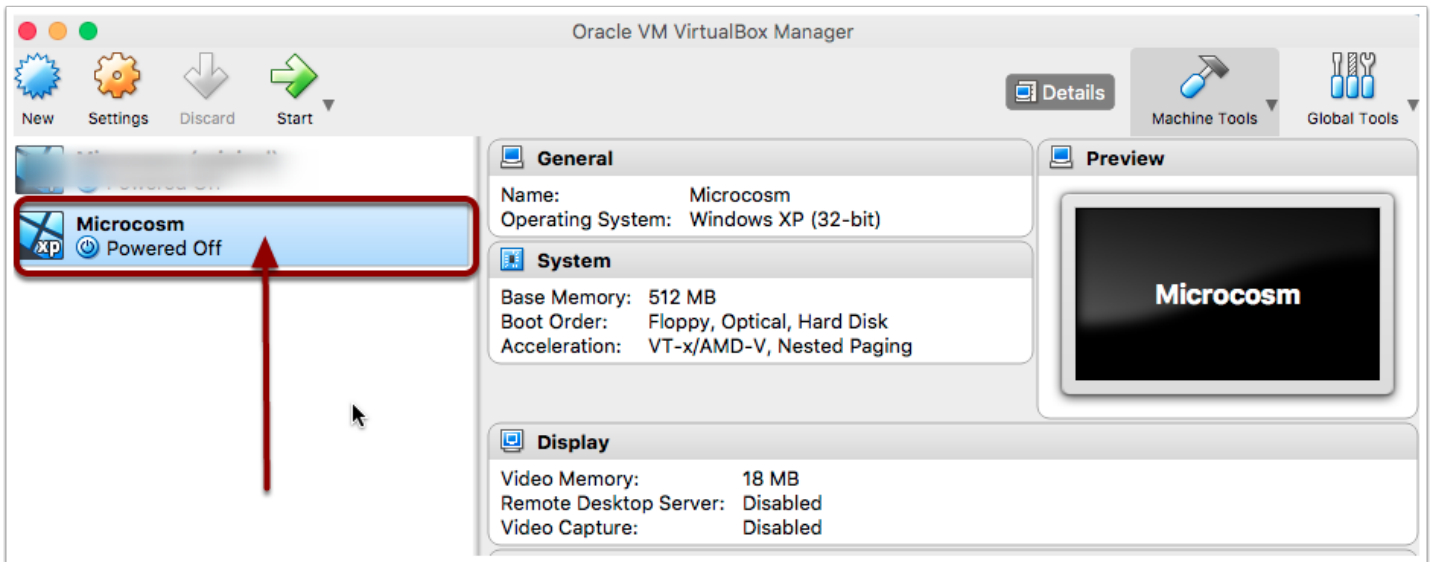 Oracle VM VirtualBox Manager
New Settings Discard Start Details Machine Tools Global Tools
xp Microcosm
Powered Off
General
Name: Microcosm
Operating System: Windows XP (32-bit)
System
Base Memory: 512 MB
Boot Order: Floppy, Optical, Hard Disk
Acceleration: VT-x/AMD-V, Nested Paging
Preview
Microcosm
Display
Video Memory: 18 MB
Remote Desktop Server: Disabled
Video Capture: Disabled